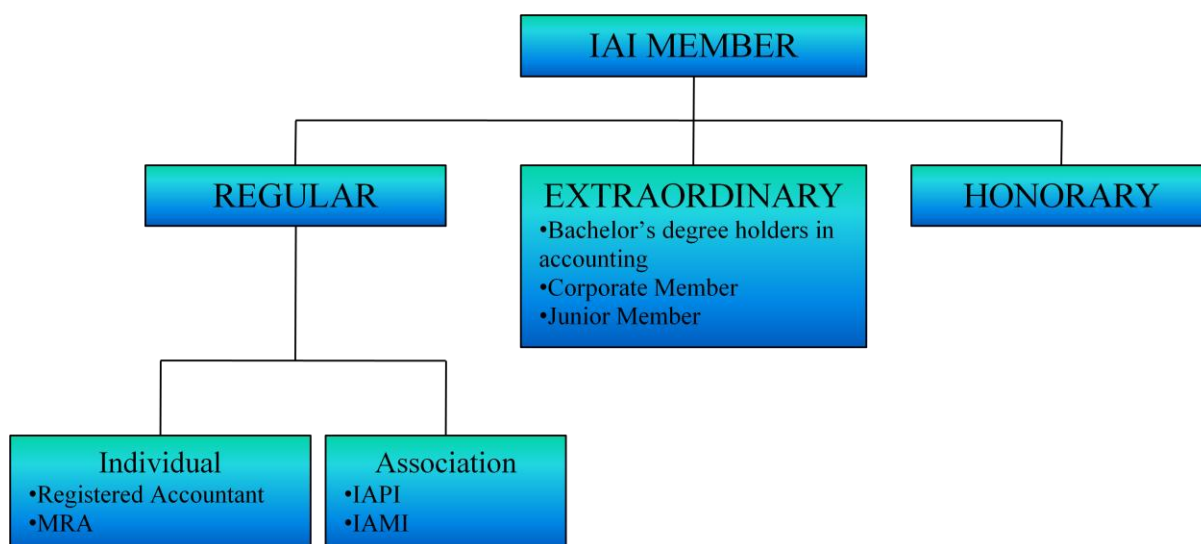 IAI MEMBER
REGULAR
EXTRAORDINARY
•Bachelor’s degree holders in
accounting
•Corporate Member
•Junior Member
HONORARY
Individual
•Registered Accountant
•MRA
Association
•IAPI
•IAMI